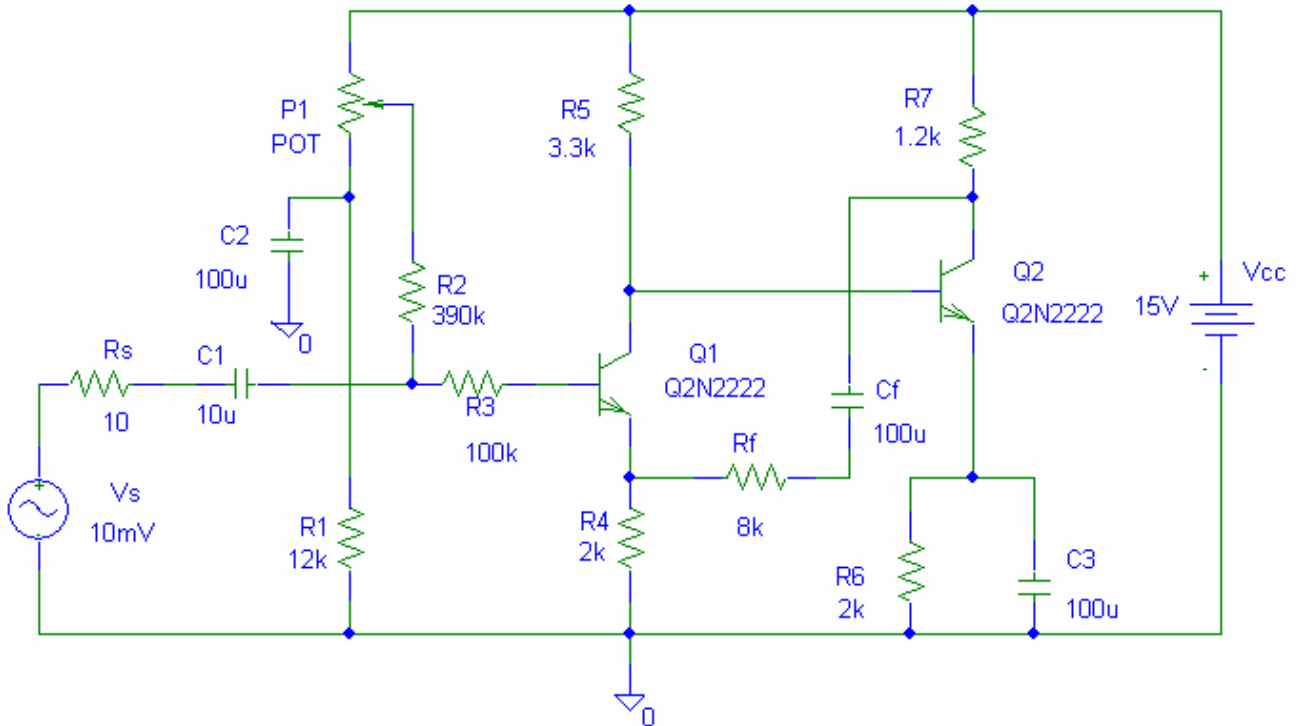 P1
POT
R5
3.3k
R7
1.2k
C2
100u
0
R2
390k
Q2
Q2N2222
Vcc
15V
+
-
Rs
10
C1
10u
R3
100k
Q1
Q2N2222
Cf
100u
Rf
8k
Vs
10mV
+
-
R1
12k
R4
2k
R6
2k
C3
100u
0